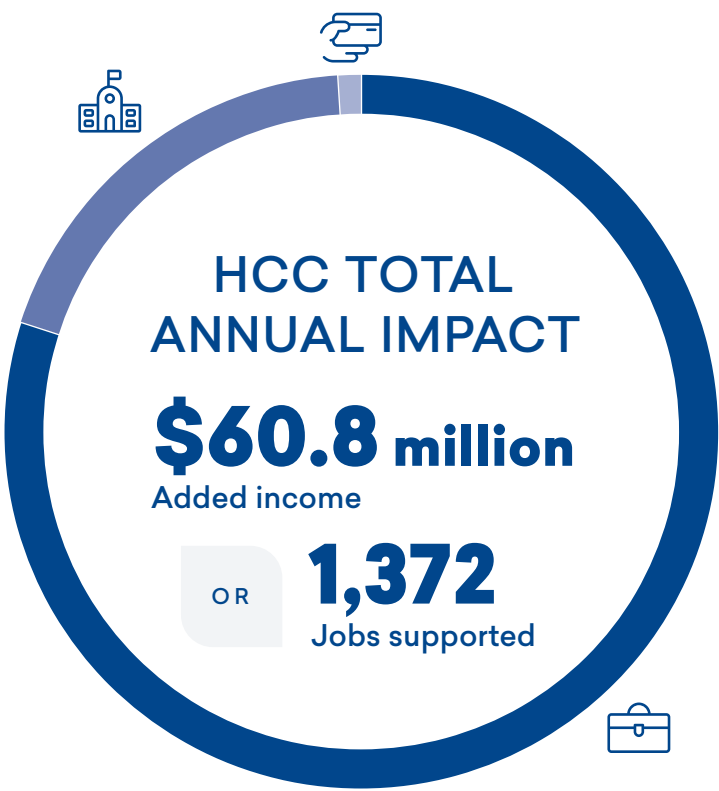 HCC TOTAL
ANNUAL IMPACT
$60.8 million
Added income
OR
1,372
Jobs supported